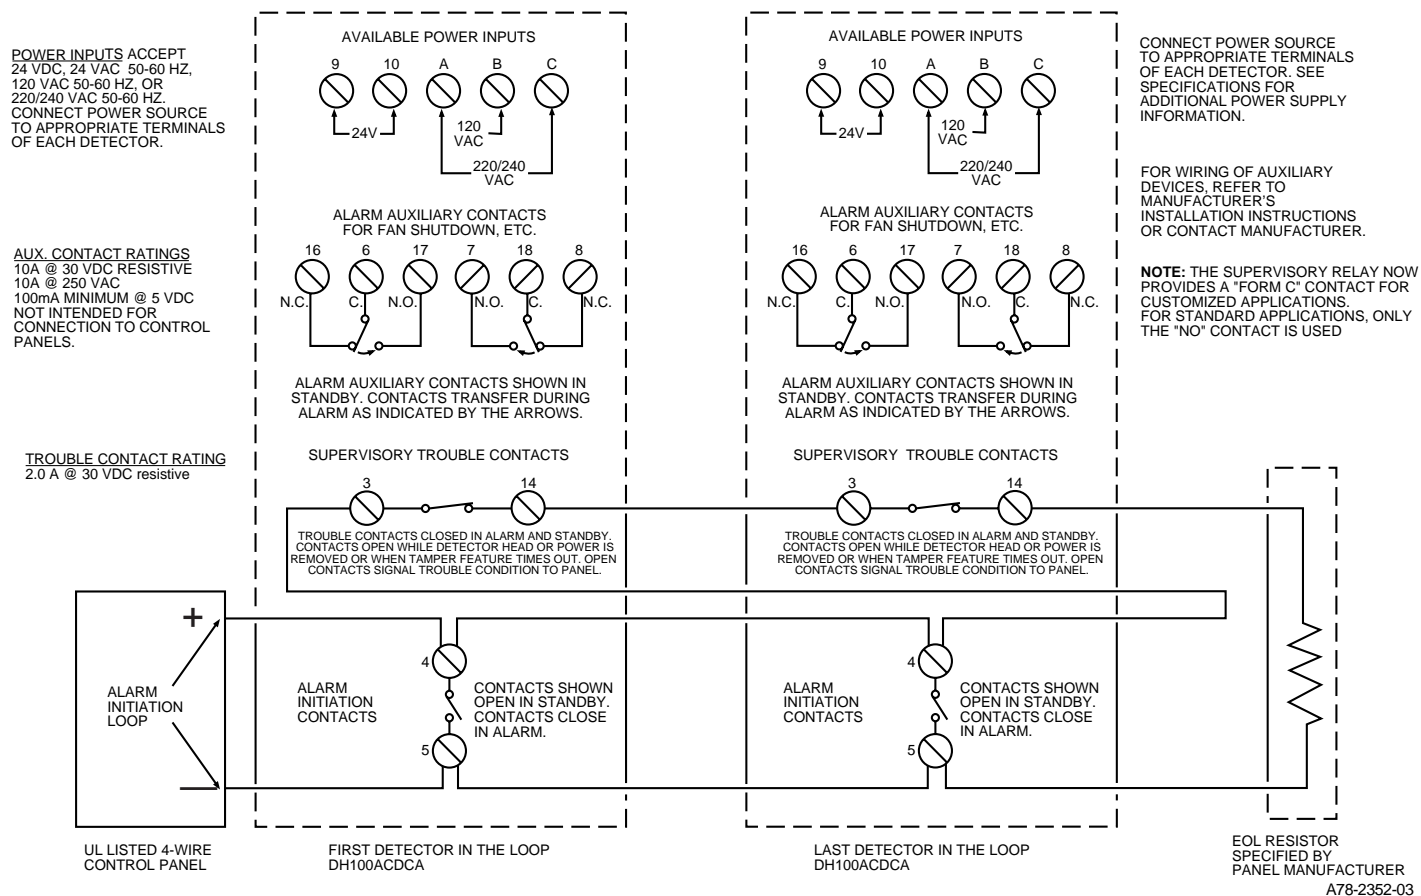 POWER INPUTS ACCEPT
24 VDC, 24 VAC 50-60 HZ,
120 VAC 50-60 HZ, OR
220/240 VAC 50-60 HZ.
CONNECT POWER SOURCE
TO APPROPRIATE TERMINALS
OF EACH DETECTOR.
AUX. CONTACT RATINGS
10A @ 30 VDC RESISTIVE
10A @ 250 VAC
100mA MINIMUM @ 5 VDC
NOT INTENDED FOR
CONNECTION TO CONTROL
PANELS.
TROUBLE CONTACT RATING
2.0 A @ 30 VDC resistive
AVAILABLE POWER INPUTS
9 10 A B C
24V
120
VAC
220/240
VAC
ALARM AUXILIARY CONTACTS
FOR FAN SHUTDOWN, ETC.
16 6 17 7 18 8
N.C. C. N.O. N.O. C. N.C.
ALARM AUXILIARY CONTACTS SHOWN IN
STANDBY. CONTACTS TRANSFER DURING
ALARM AS INDICATED BY THE ARROWS.
SUPERVISORY TROUBLE CONTACTS
3 14
TROUBLE CONTACTS CLOSED IN ALARM AND STANDBY.
CONTACTS OPEN WHILE DETECTOR HEAD OR POWER IS
REMOVED OR WHEN TAMPER FEATURE TIMES OUT. OPEN
CONTACTS SIGNAL TROUBLE CONDITION TO PANEL.
AVAILABLE POWER INPUTS
9 10 A B C
24V
120
VAC
220/240
VAC
ALARM AUXILIARY CONTACTS
FOR FAN SHUTDOWN, ETC.
16 6 17 7 18 8
N.C. C. N.O. N.O. C. N.C.
ALARM AUXILIARY CONTACTS SHOWN IN
STANDBY. CONTACTS TRANSFER DURING
ALARM AS INDICATED BY THE ARROWS.
SUPERVISORY TROUBLE CONTACTS
3 14
TROUBLE CONTACTS CLOSED IN ALARM AND STANDBY.
CONTACTS OPEN WHILE DETECTOR HEAD OR POWER IS
REMOVED OR WHEN TAMPER FEATURE TIMES OUT. OPEN
CONTACTS SIGNAL TROUBLE CONDITION TO PANEL.
CONNECT POWER SOURCE
TO APPROPRIATE TERMINALS
OF EACH DETECTOR. SEE
SPECIFICATIONS FOR
ADDITIONAL POWER SUPPLY
INFORMATION.
FOR WIRING OF AUXILIARY
DEVICES, REFER TO
MANUFACTURER'S
INSTALLATION INSTRUCTIONS
OR CONTACT MANUFACTURER.
NOTE: THE SUPERVISORY RELAY NOW
PROVIDES A "FORM C" CONTACT FOR
CUSTOMIZED APPLICATIONS.
FOR STANDARD APPLICATIONS, ONLY
THE "NO" CONTACT IS USED
+
ALARM
INITIATION
LOOP
—
UL LISTED 4-WIRE
CONTROL PANEL
4
ALARM
INITIATION
CONTACTS
CONTACTS SHOWN
OPEN IN STANDBY.
CONTACTS CLOSE
IN ALARM.
5
FIRST DETECTOR IN THE LOOP
DH100ACDCA
4
ALARM
INITIATION
CONTACTS
CONTACTS SHOWN
OPEN IN STANDBY.
CONTACTS CLOSE
IN ALARM.
5
LAST DETECTOR IN THE LOOP
DH100ACDCA
EOL RESISTOR
SPECIFIED BY
PANEL MANUFACTURER
A78-2352-03